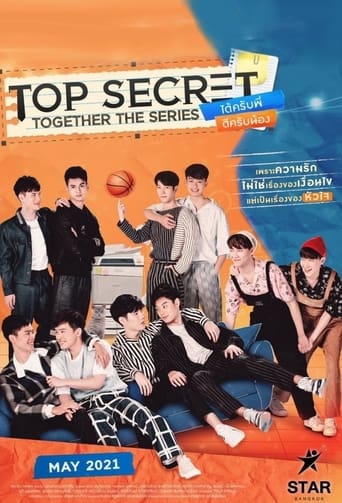 TOP SECRET
TOGETHER THE SERIES
ได้ครับพี่
ดีครับน้อง
เพราะความรัก
ไม่ใช่เรื่องของเงื่อนไข
แต่เป็นเรื่องของ หัวใจ
MAY 2021
STAR
BANGKOK